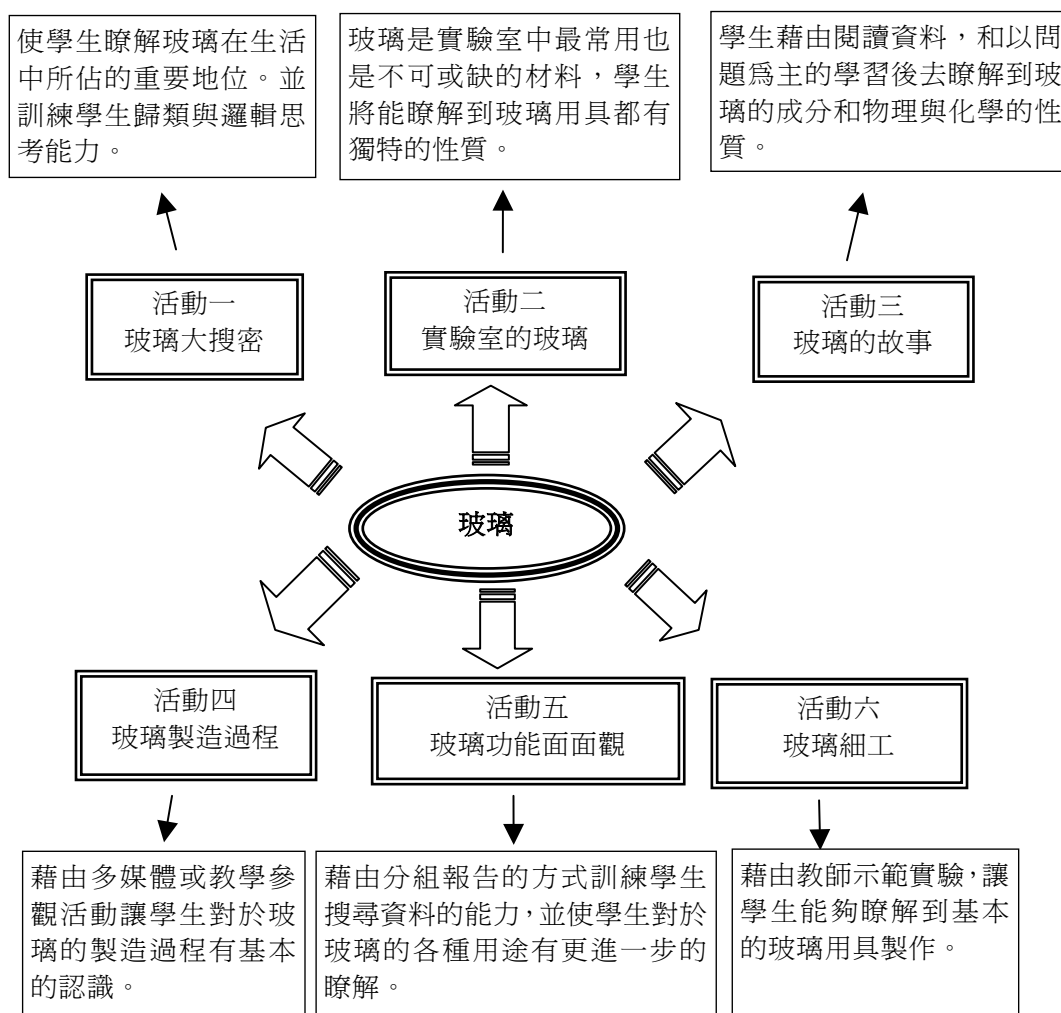 使學生瞭解玻璃在生活
中所佔的重要地位。並
訓練學生歸類與邏輯思
考能力。
玻璃是實驗室中最常用也
是不可或缺的材料，學生
將能瞭解到玻璃用具都有
獨特的性質。
學生藉由閱讀資料，和以問
題為主的學習後去瞭解到玻
璃的成分和物理與化學的性
質。
活動一
玻璃大搜密
活動二
實驗室的玻璃
活動三
玻璃的故事
玻璃
活動四
玻璃製造過程
活動五
玻璃功能面面觀
活動六
玻璃細工
藉由多媒體或教學參
觀活動讓學生對於玻
璃的製造過程有基本
的認識。
藉由分組報告的方式訓練學生
搜尋資料的能力，並使學生對於
玻璃的各種用途有更進一步的
瞭解。
藉由教師示範實驗，讓
學生能夠瞭解到基本
的玻璃用具製作。